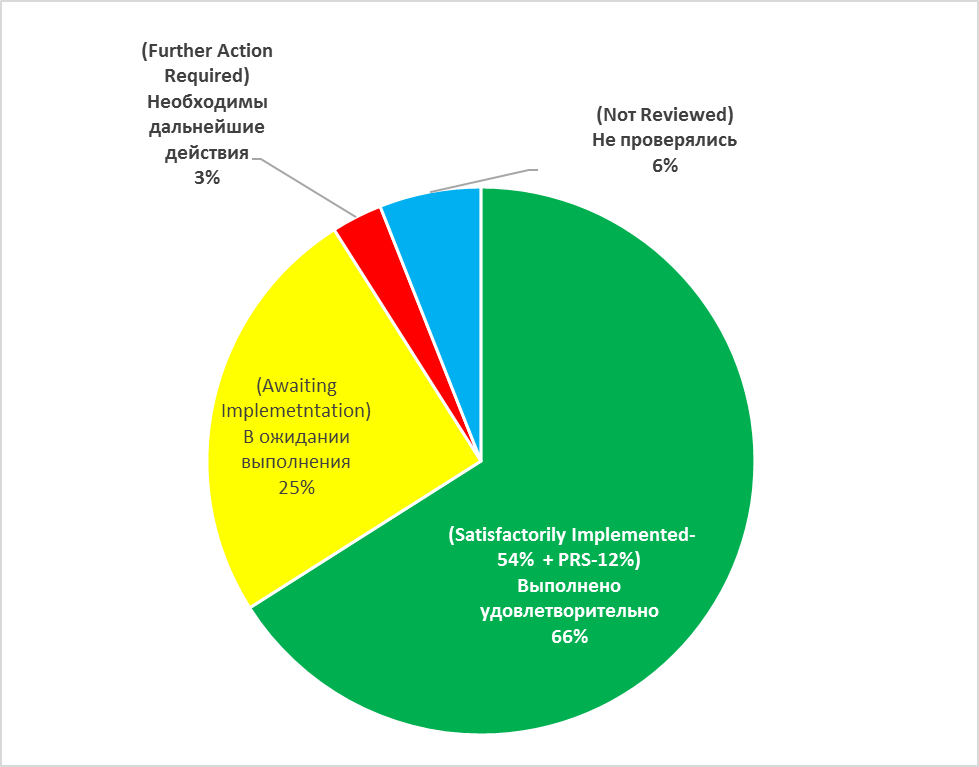 (Further Action
Required)
Необходимы
дальнейшие
действия
3%
(Not Reviewed)
Не проверялись
6%
(Awaiting
Implemetntation)
В ожидании
выполнения
25%
(Satisfactorily Implemented-
54% + PRS-12%)
Выполнено
удовлетворительно
66%